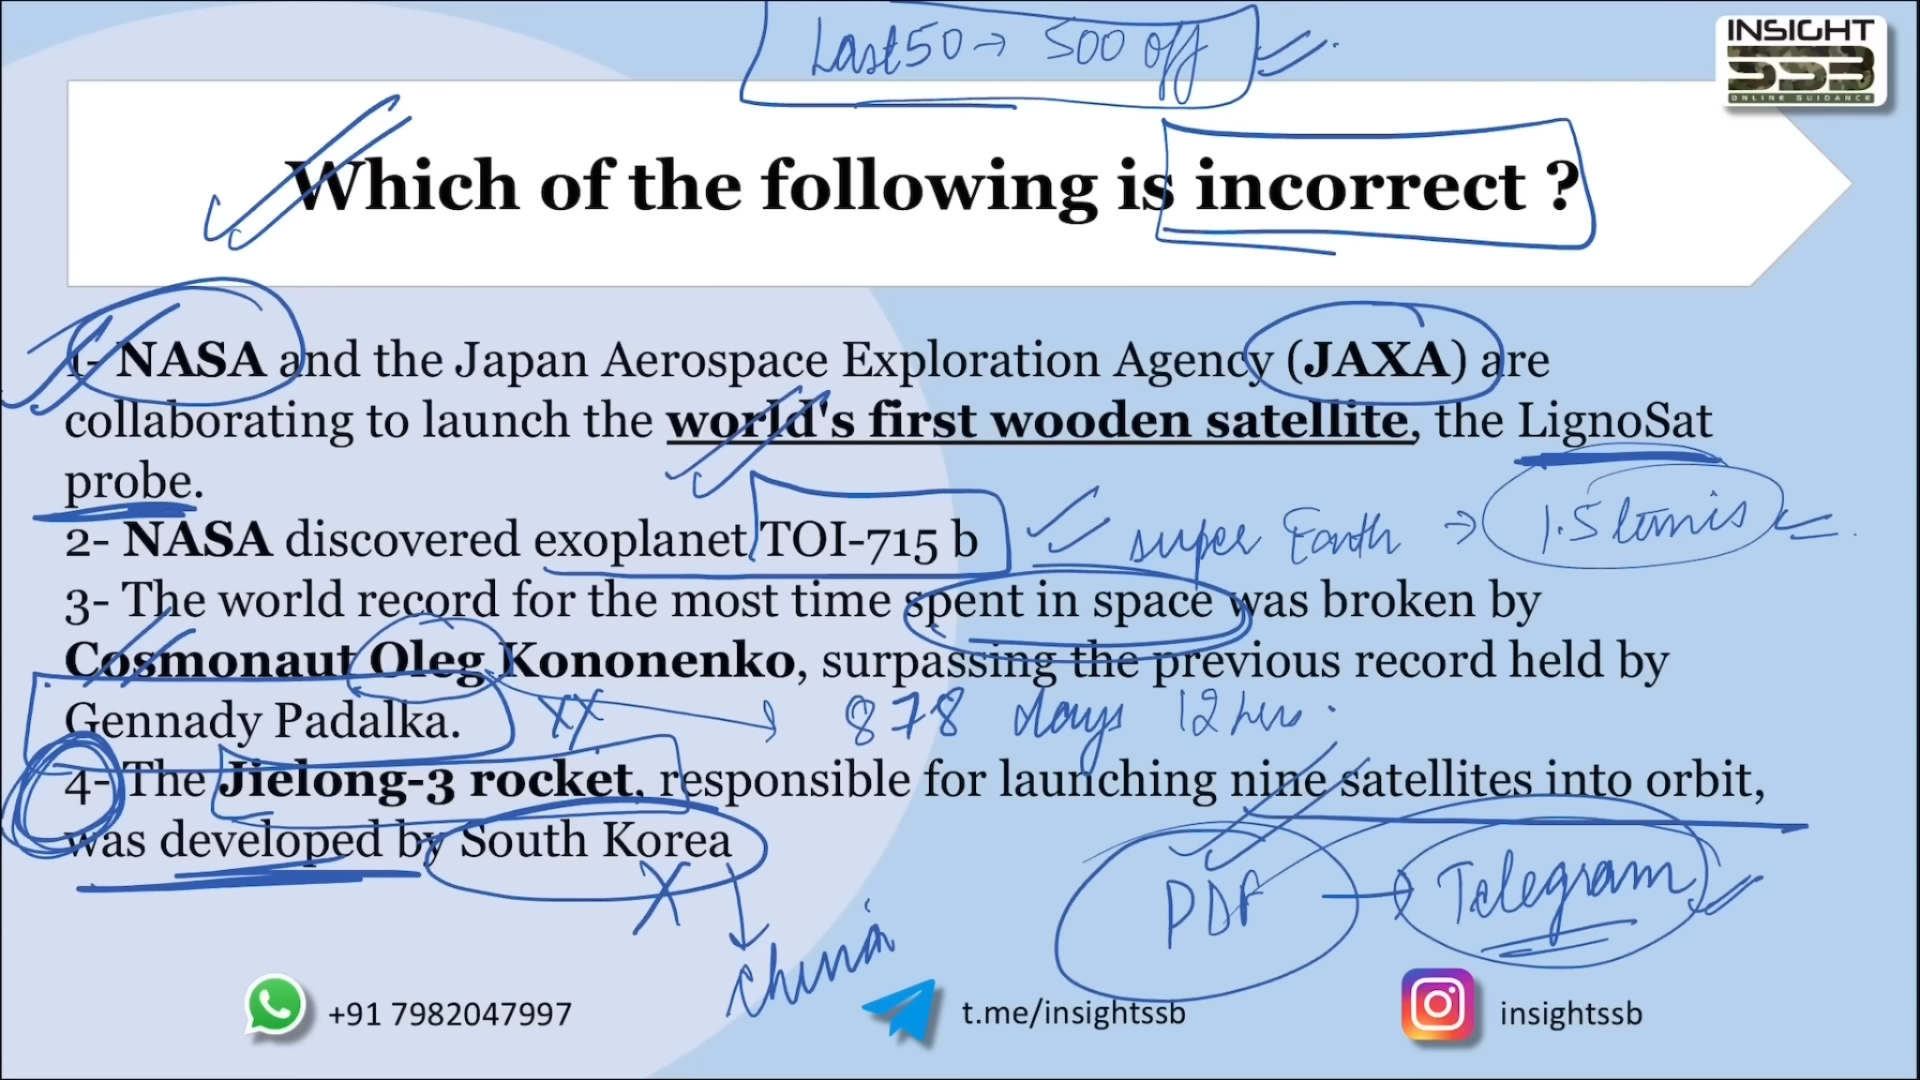 Last 50 → 500 off
INSIGHT
SSB
ONLINE GUIDANCE
Which of the following is incorrect ?
1- NASA and the Japan Aerospace Exploration Agency (JAXA) are
collaborating to launch the world's first wooden satellite, the LignoSat
probe.
2- NASA discovered exoplanet TOI-715 b
super Earth → 1.5 times
3- The world record for the most time spent in space was broken by
Cosmonaut Oleg Kononenko, surpassing the previous record held by
Gennady Padalka.
878 days 12 hrs.
4- The Jielong-3 rocket, responsible for launching nine satellites into orbit,
was developed by South Korea
PDF → Telegram
China
+91 7982047997
t.me/insightssb
insightssb